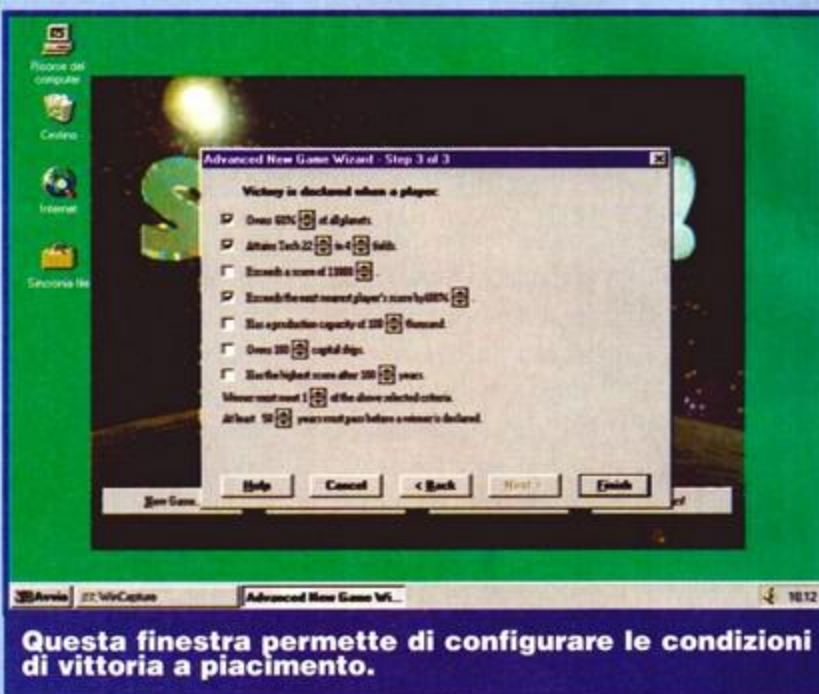 Risorse del
computer
Cestino
Internet
Sincronia file
S
Advanced New Game Wizard - Step 3 of 3
Victory is declared when a player:
Owns 60% of all planets.
Attains Tech 22 in 4 fields.
Exceeds a score of 11000 .
Exceeds the next nearest player's score by 100% .
Has a production capacity of 100 thousand.
Owns 100 capital ships.
Has the highest score after 100 years.
Winner must meet 1 of the above selected criteria.
At least 50 years must pass before a winner is declared.
Help Cancel < Back Next > Finish
New Game...
Avvio WinCapture Advanced New Game Wi... 10.12
Questa finestra permette di configurare le condizioni
di vittoria a piacimento.